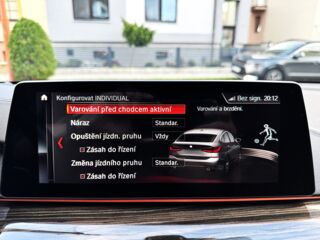 Konfigurovat INDIVIDUAL
Bez sign. 20:12
Varování před chodcem aktivní
Varování a brzdění.
Náraz Standar.
Opuštění jízdn. pruhu Vždy
Zásah do řízení
Změna jízdního pruhu Standar.
Zásah do řízení